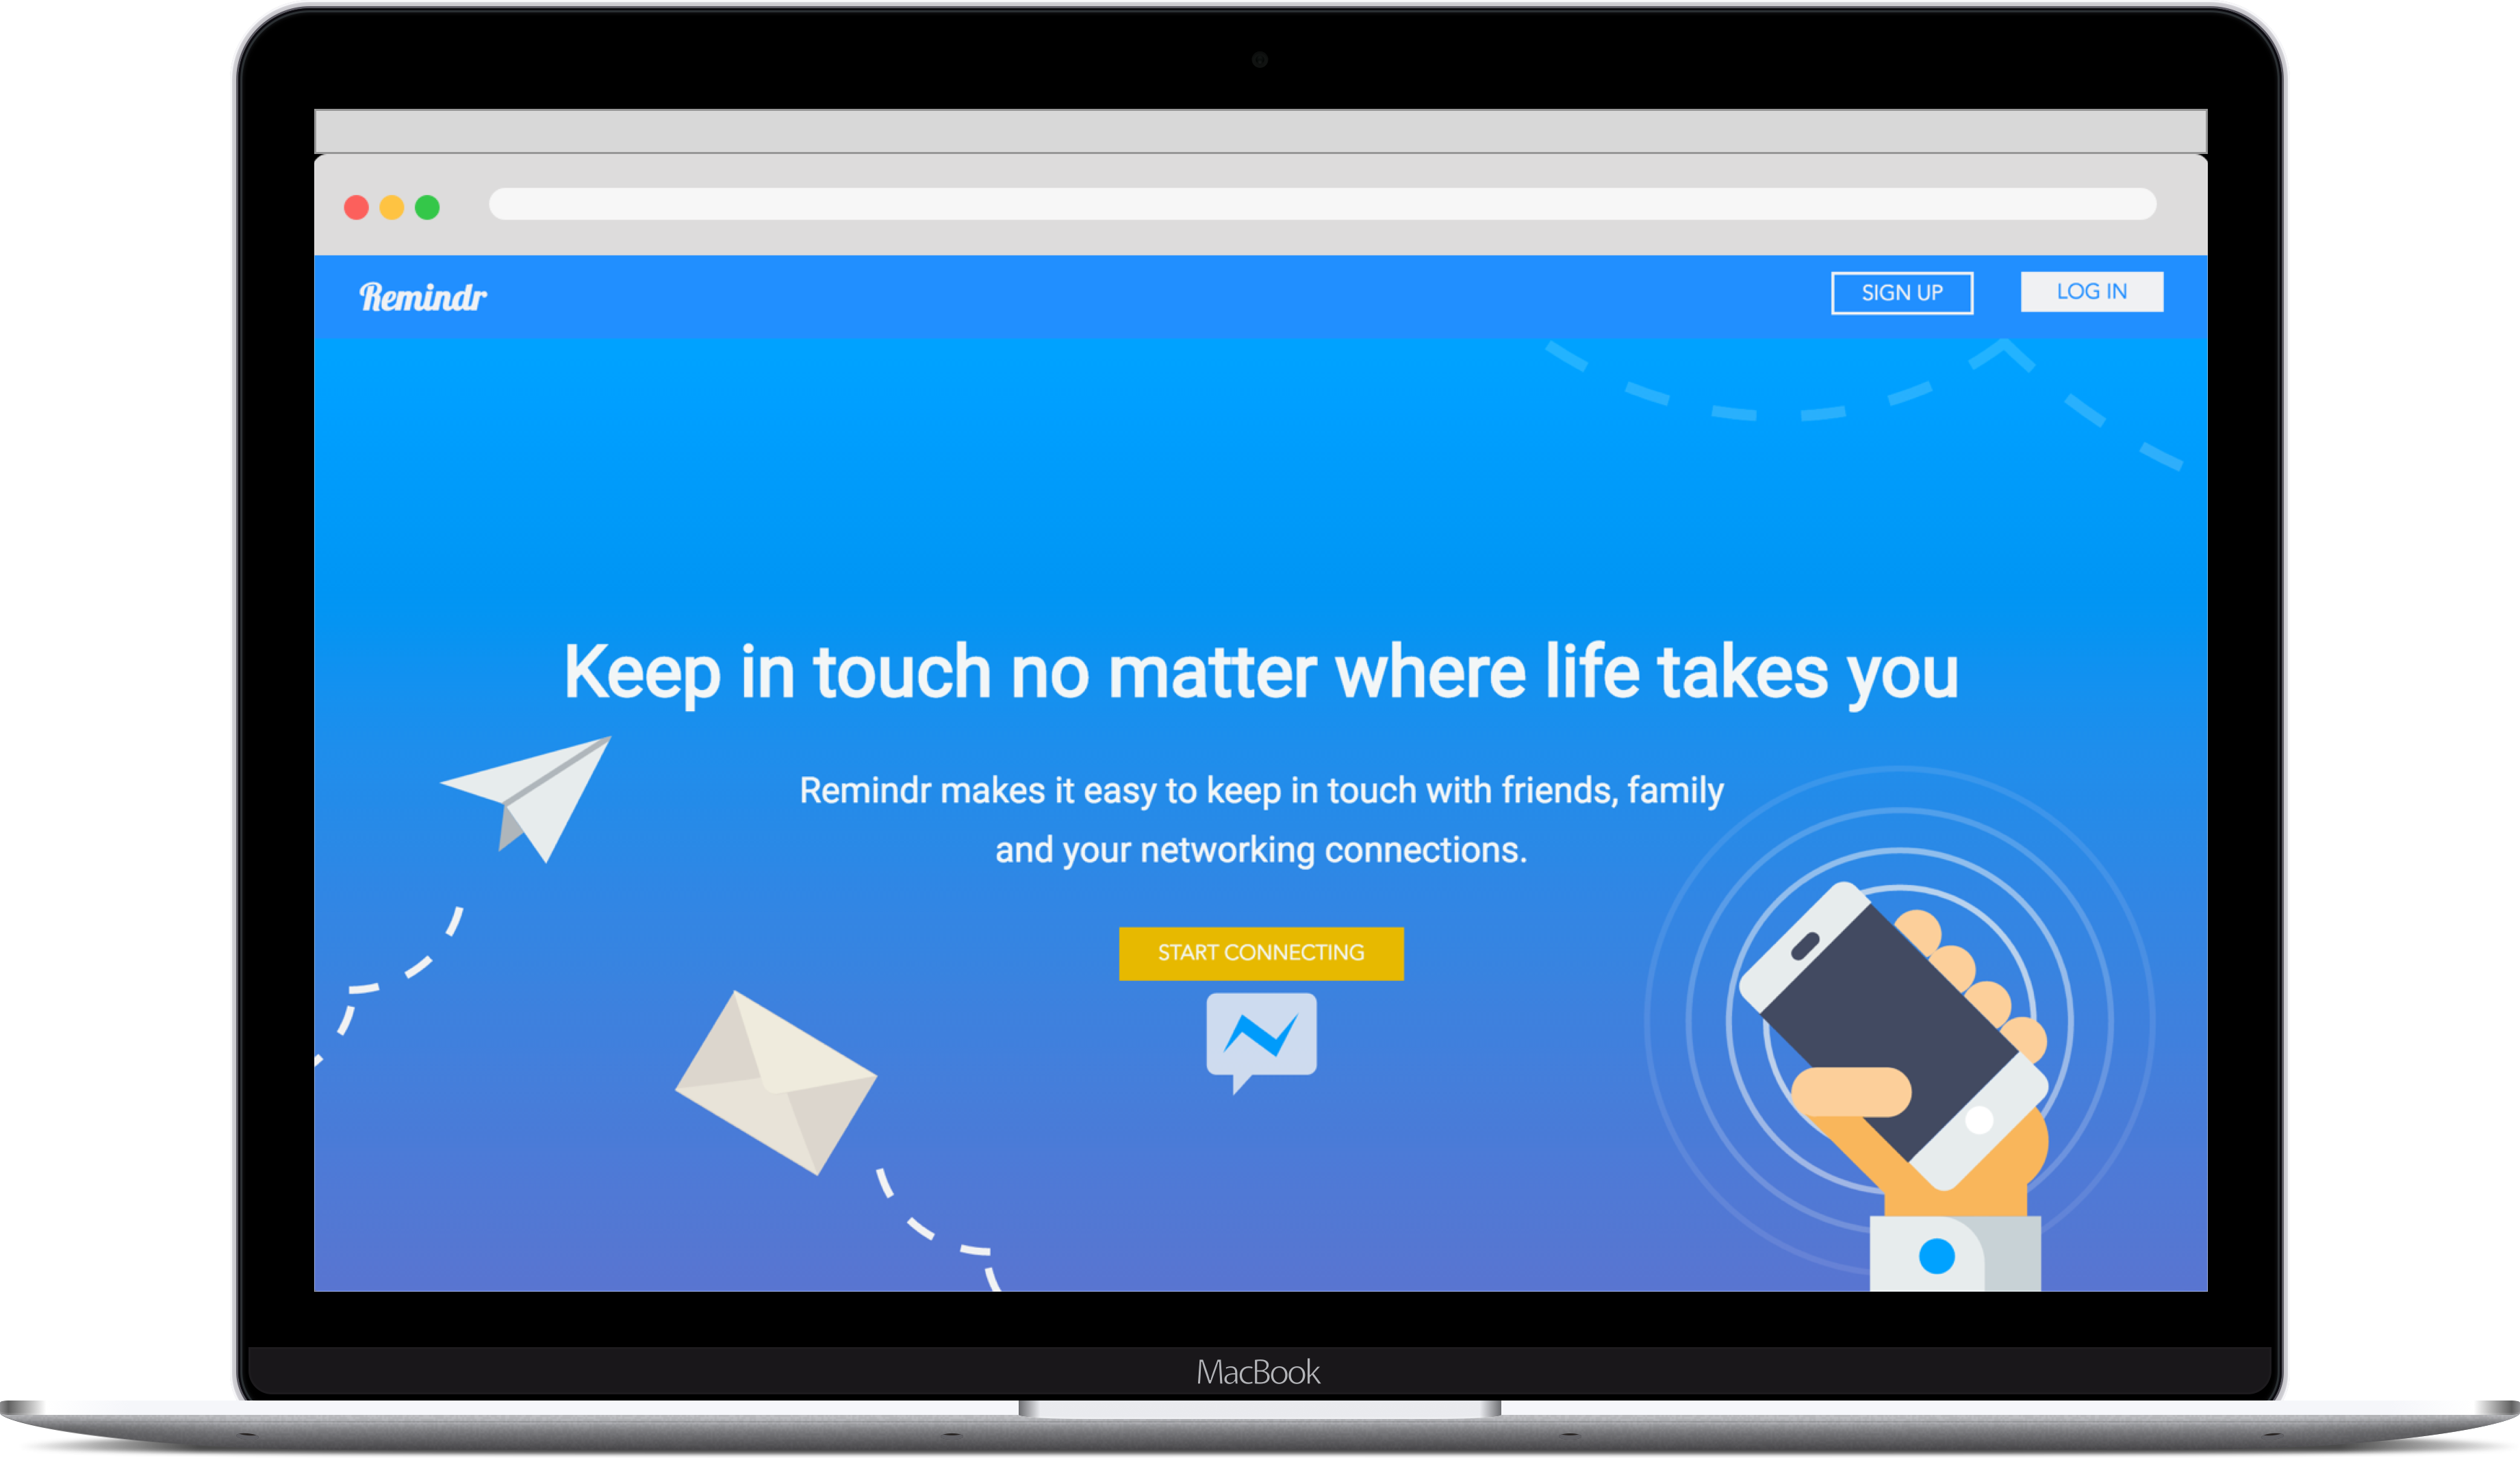 Remindr
SIGN UP
LOG IN
Keep in touch no matter where life takes you
Remindr makes it easy to keep in touch with friends, family
and your networking connections.
START CONNECTING
MacBook